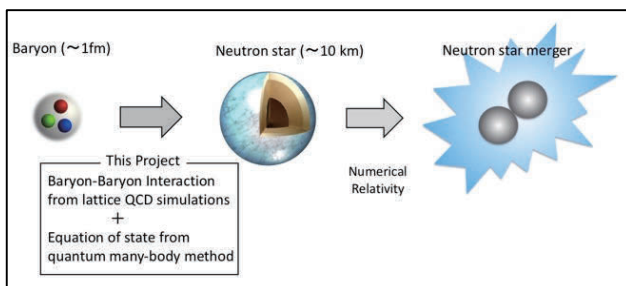 Baryon (～1fm)
Neutron star (～10 km)
Neutron star merger
This Project
Baryon-Baryon Interaction
from lattice QCD simulations
+
Equation of state from
quantum many-body method
Numerical
Relativity